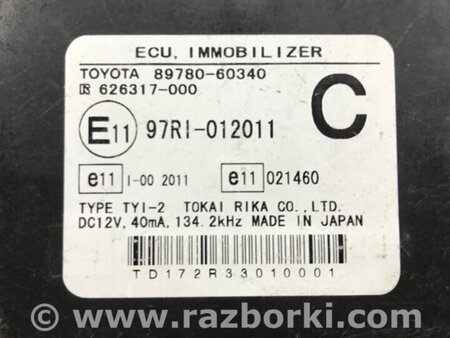 ECU, IMMOBILIZER
TOYOTA 89780-60340
R 626317-000
C
E11 97RI-012011
e11 I-00 2011 e11 021460
TYPE TYI-2 TOKAI RIKA CO., LTD.
DC12V, 40mA, 134.2kHz MADE IN JAPAN
TD172R33010001
© www.razborki.com